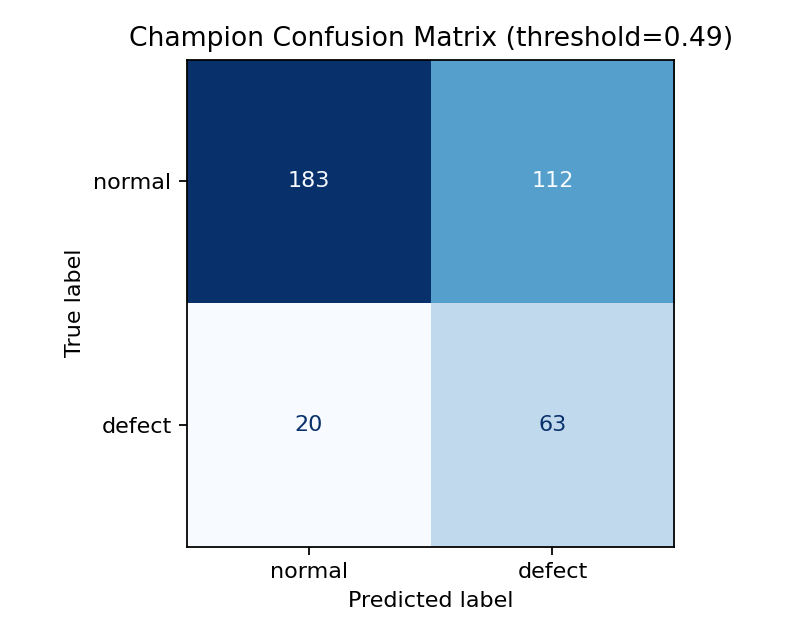 Champion Confusion Matrix (threshold=0.49)
normal
183
112
True label
defect
20
63
normal
defect
Predicted label